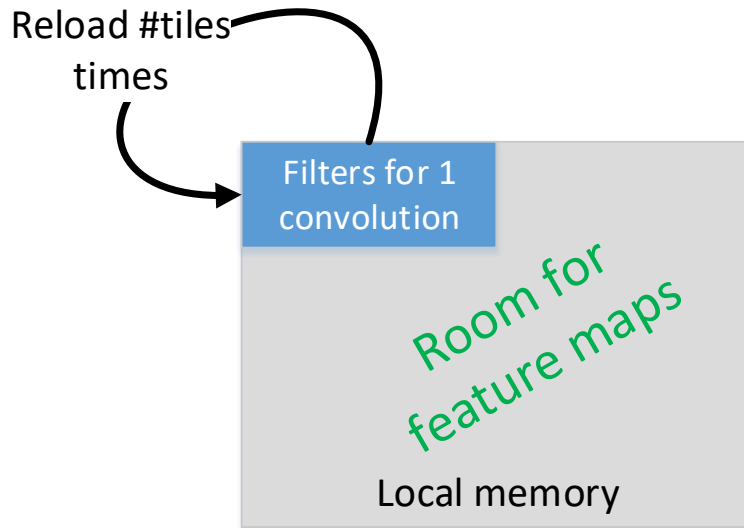 Reload #tiles
times
Filters for 1
convolution
Room for
feature maps
Local memory